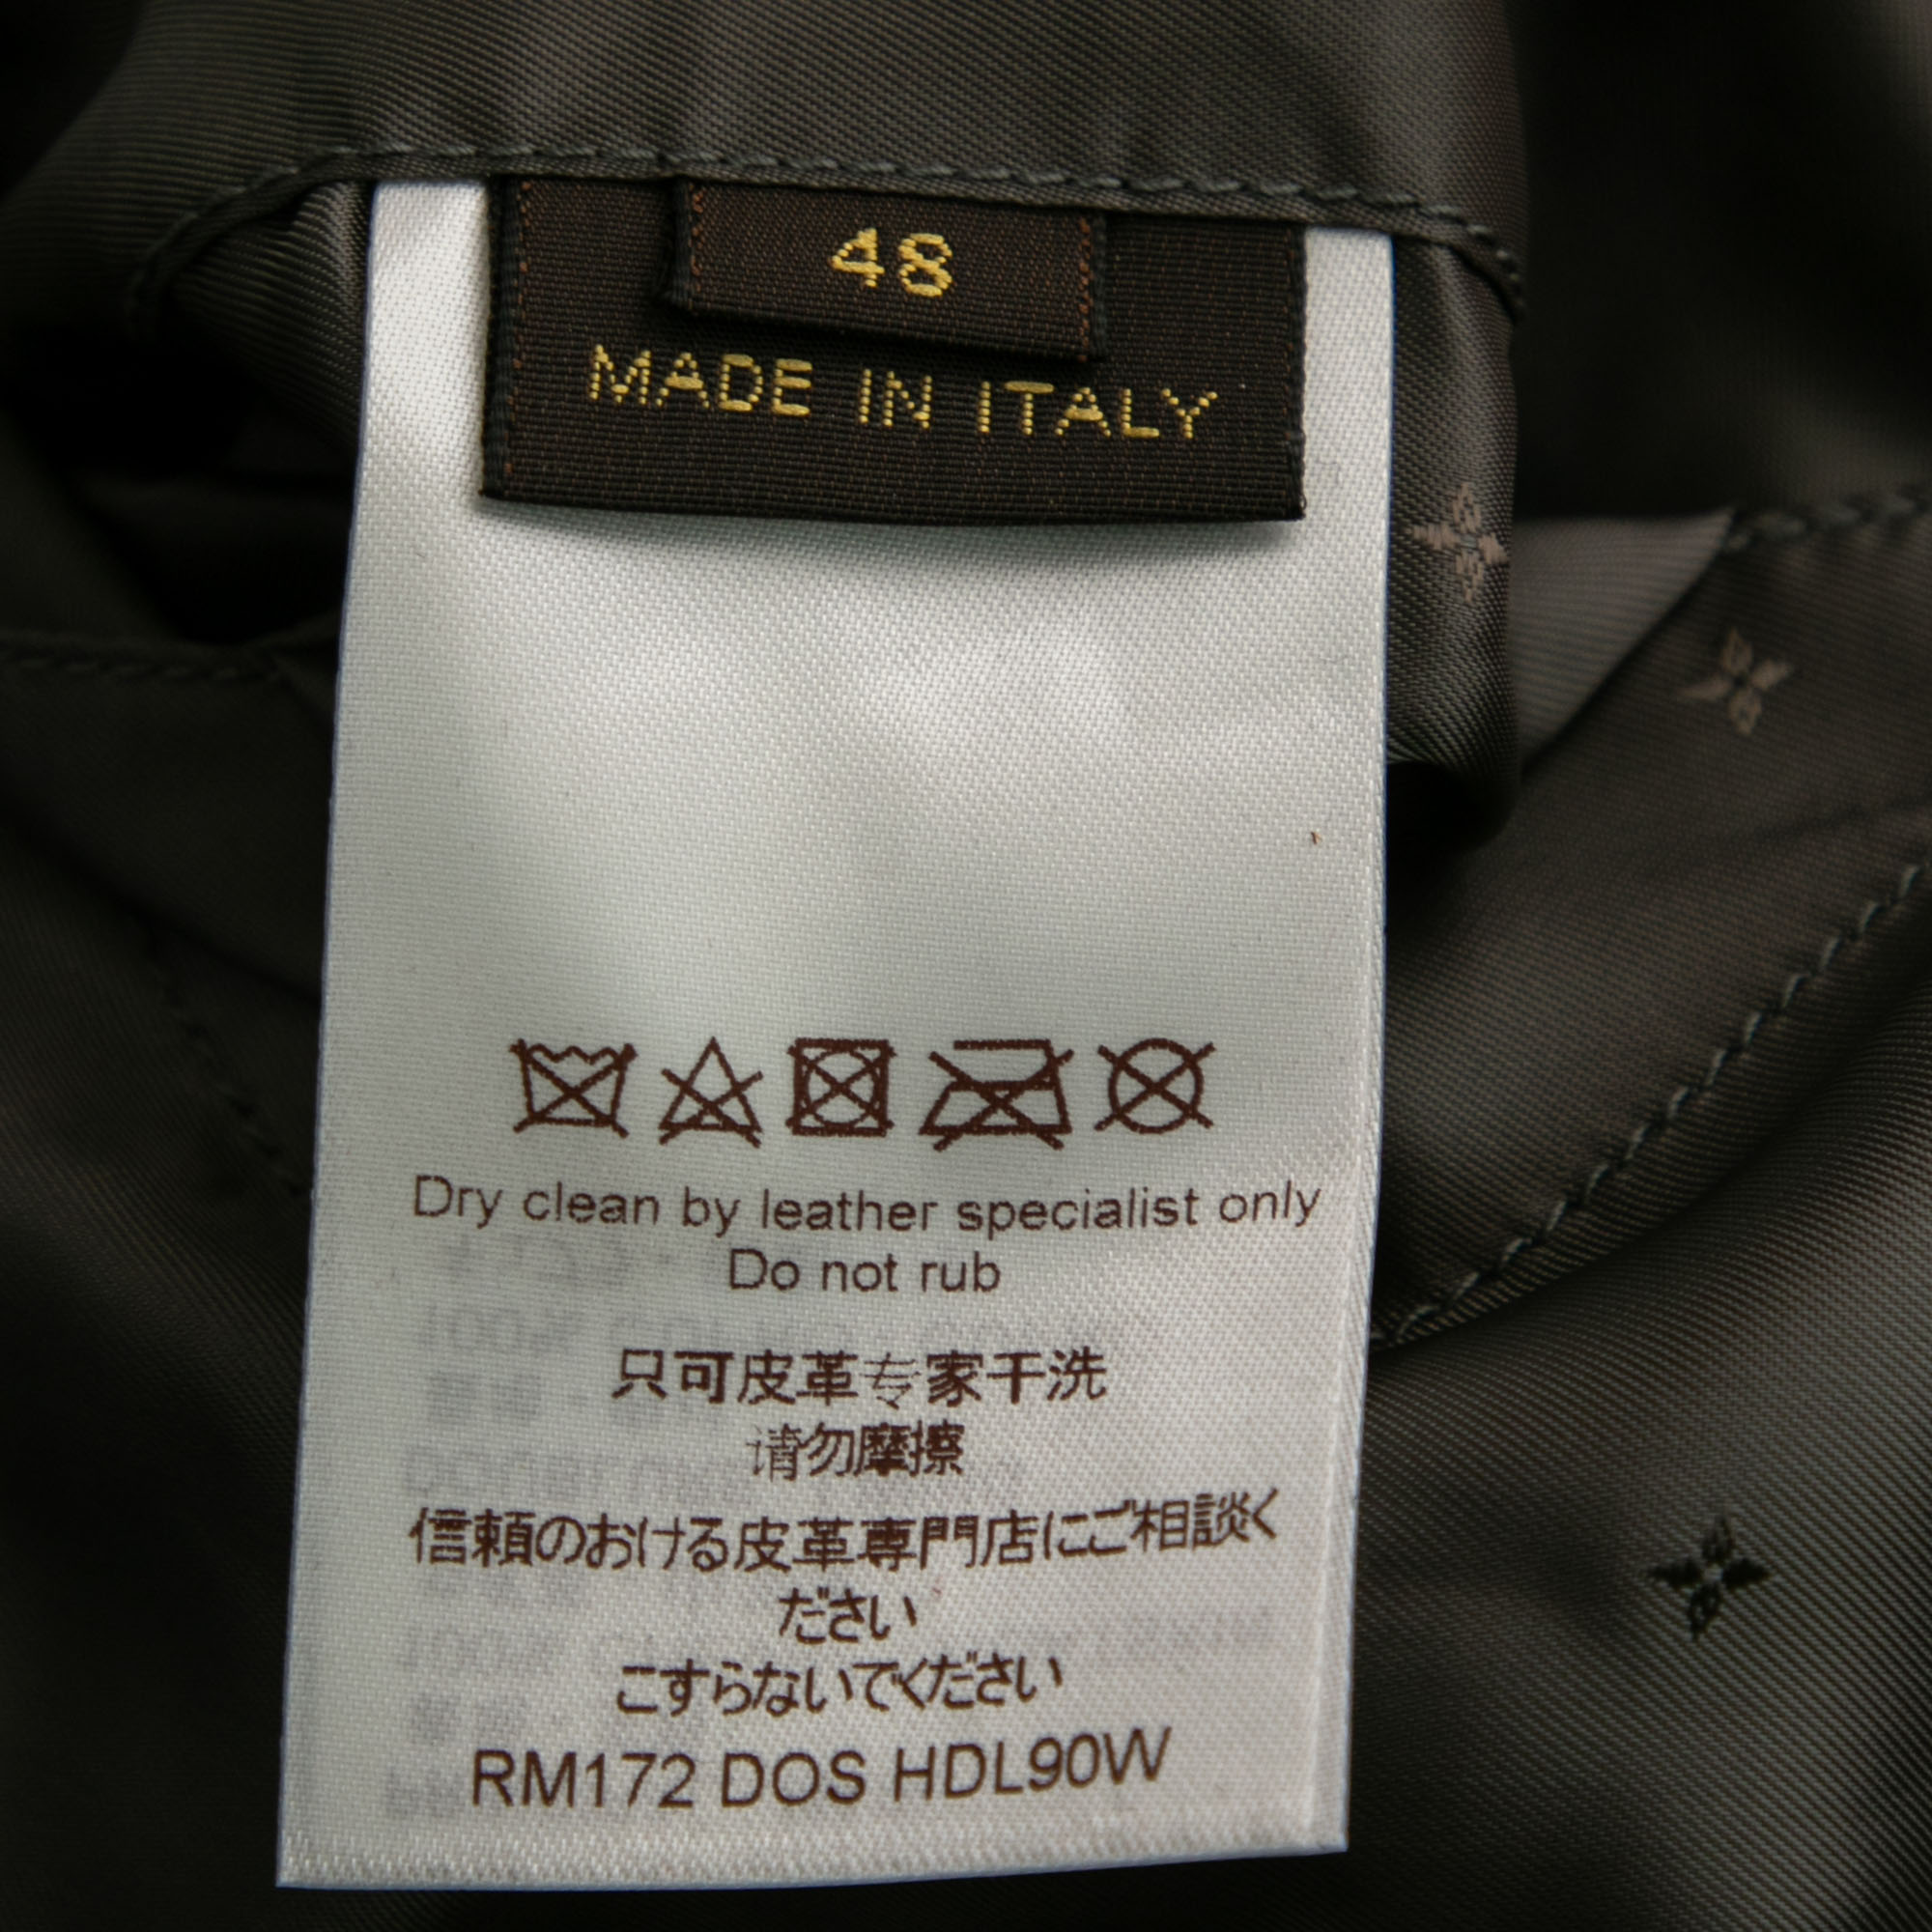 48
MADE IN ITALY
Dry clean by leather specialist only
Do not rub
只可皮革专家干洗
请勿摩擦
信頼のおける皮革専門店にご相談く
ださい
こすらないでください
RM172 DOS HDL90W